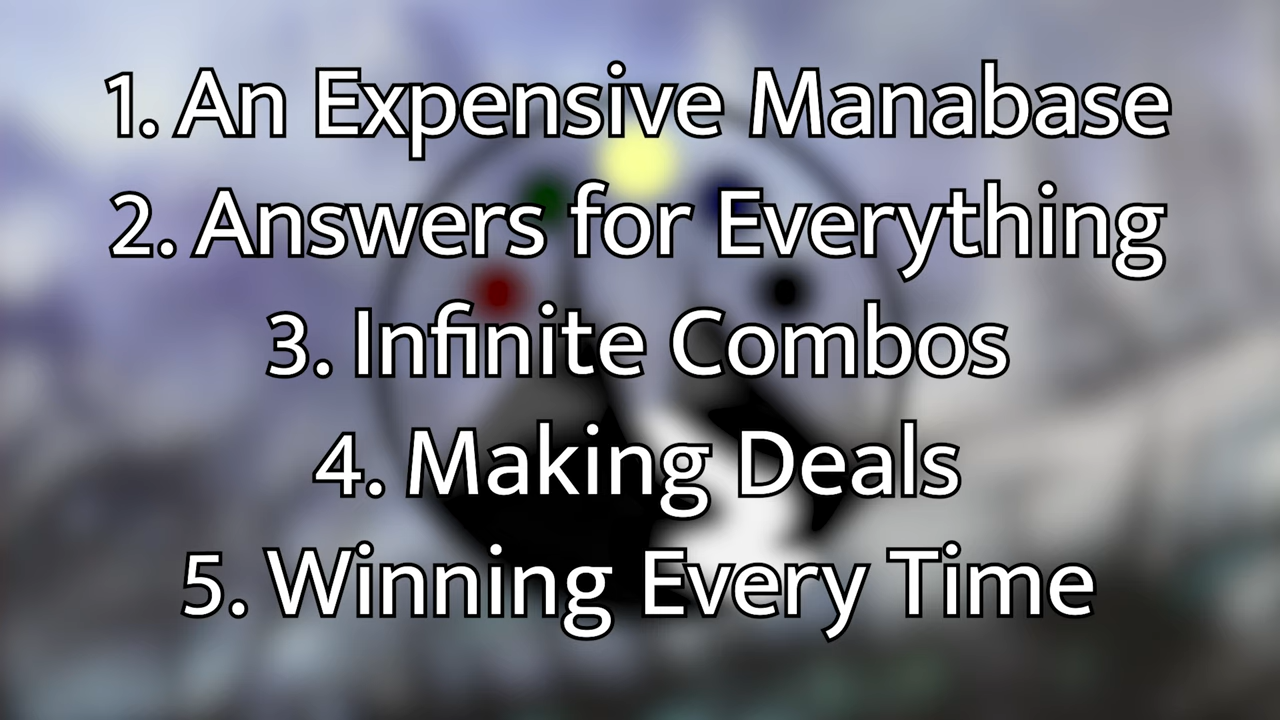 1. An Expensive Manabase
2. Answers for Everything
3. Infinite Combos
4. Making Deals
5. Winning Every Time